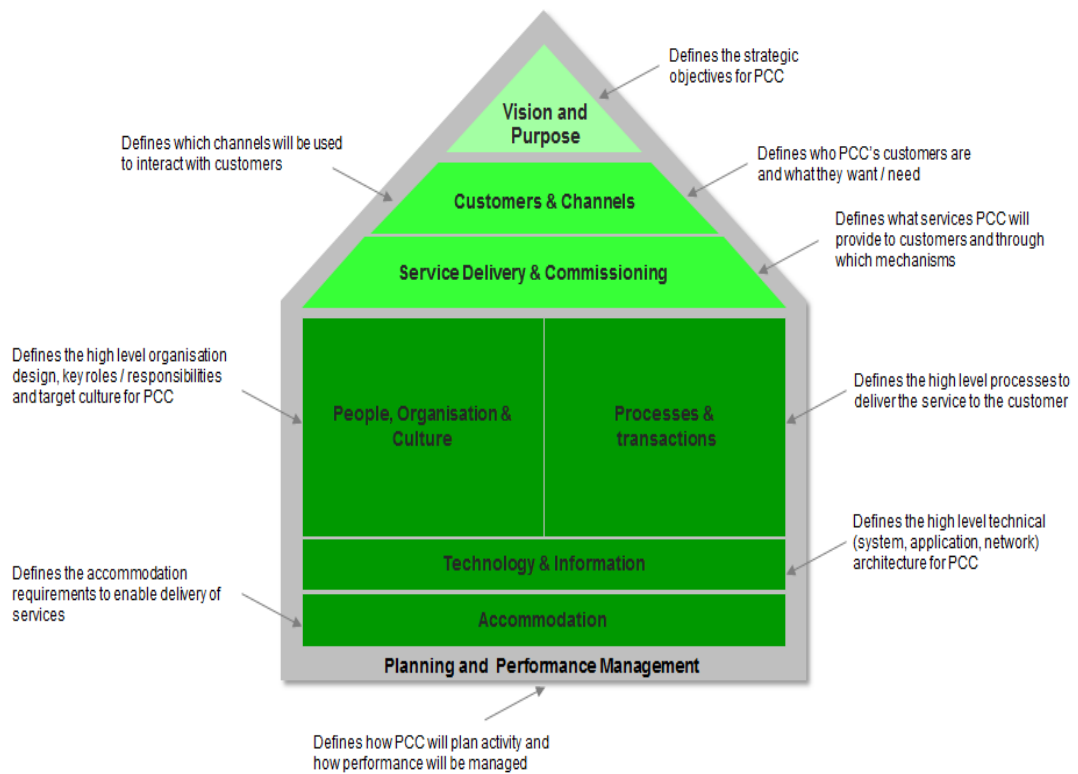 Defines the strategic
objectives for PCC
Vision and
Purpose
Defines which channels will be used
to interact with customers
Defines who PCC's customers are
and what they want / need
Customers & Channels
Defines what services PCC will
provide to customers and through
which mechanisms
Service Delivery & Commissioning
Defines the high level organisation
design, key roles / responsibilities
and target culture for PCC
People, Organisation &
Culture
Processes &
transactions
Defines the high level processes to
deliver the service to the customer
Defines the high level technical
(system, application, network)
architecture for PCC
Technology & Information
Defines the accommodation
requirements to enable delivery of
services
Accommodation
Planning and Performance Management
Defines how PCC will plan activity and
how performance will be managed